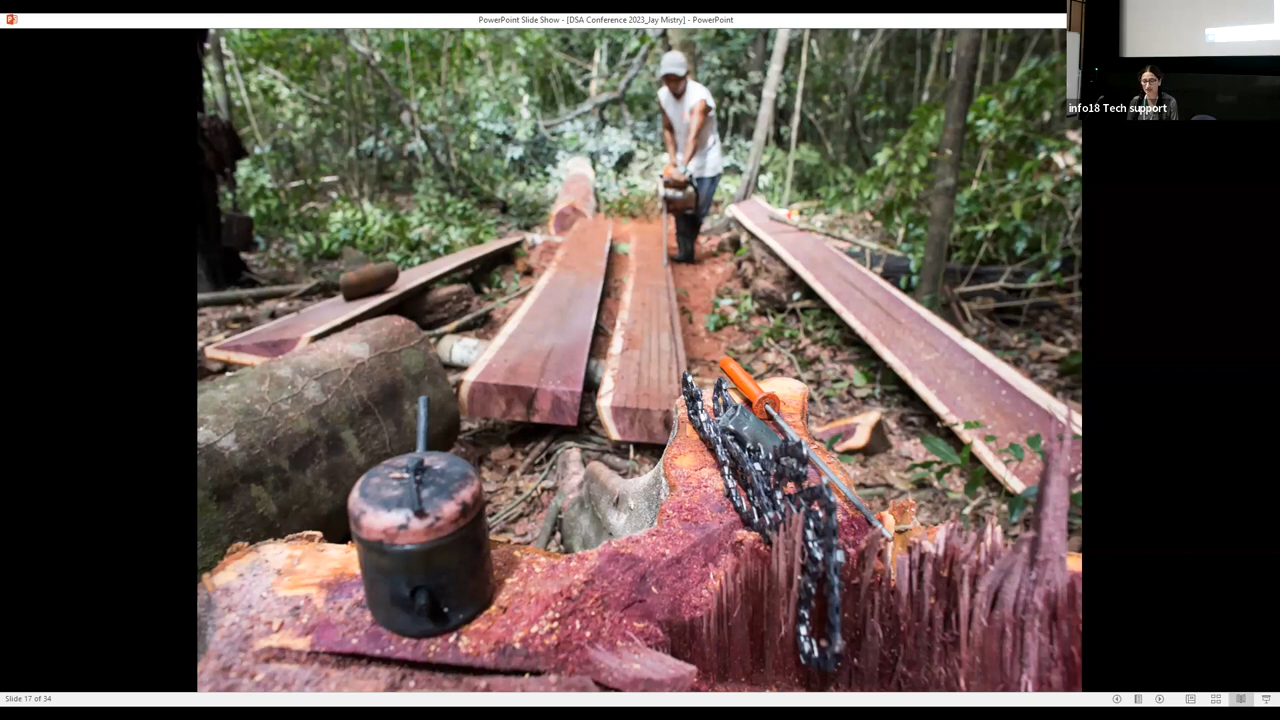 PowerPoint Slide Show - [DSA Conference 2023_Jay Mistry] - PowerPoint
info18 Tech support
Slide 17 of 34